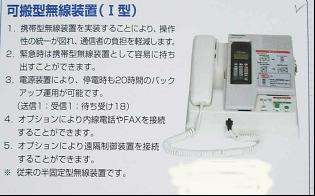 可搬型無線装置(Ⅰ型)
1. 携帯型無線装置を実装することにより、操作
性の統一が図れ、通信者の負担を軽減します。
2. 緊急時は携帯型無線装置として容易に持ち
出すことができます。
3. 電源装置により、停電時も20時間のバック
アップ運用が可能です。
(送信1:受信1:待ち受け18)
4. オプションにより内線電話やFAXを接続
することができます。
5. オプションにより遠隔制御装置を接続
することができます。
※ 従来の半固定型無線装置です。